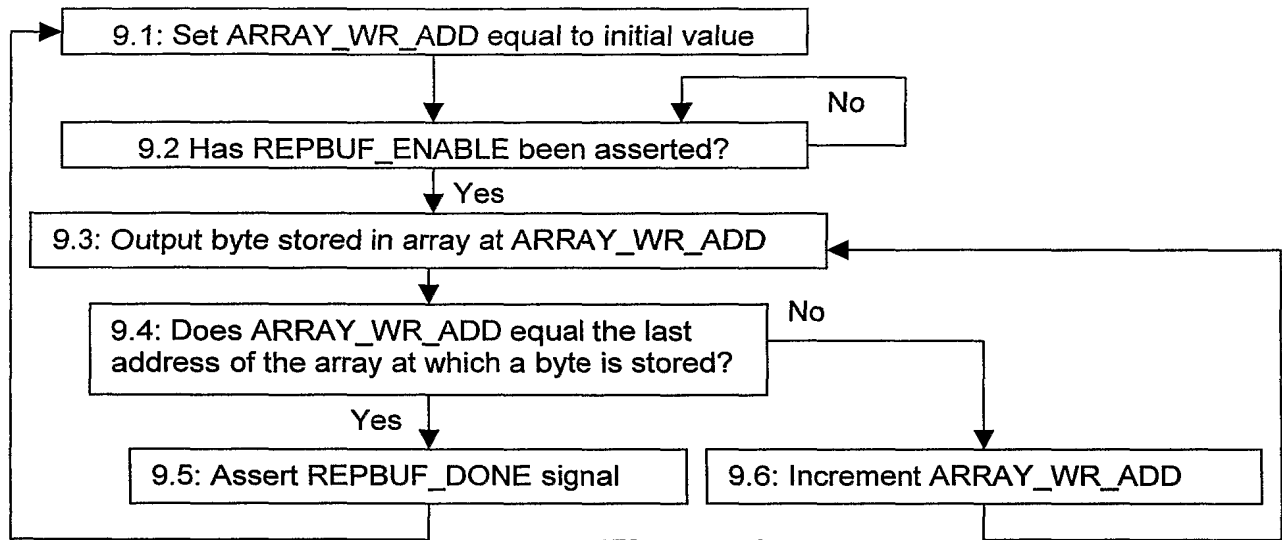 9.1: Set ARRAY_WR_ADD equal to initial value
No
9.2 Has REPBUF_ENABLE been asserted?
Yes
9.3: Output byte stored in array at ARRAY_WR_ADD
No
9.4: Does ARRAY_WR_ADD equal the last
address of the array at which a byte is stored?
Yes
9.5: Assert REPBUF_DONE signal
9.6: Increment ARRAY_WR_ADD